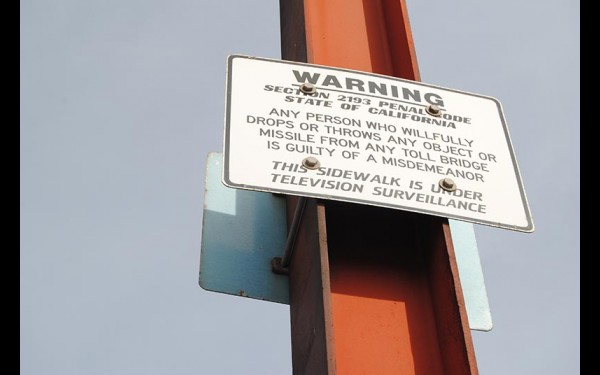 WARNING
SECTION 2193 PENAL CODE
STATE OF CALIFORNIA
ANY PERSON WHO WILLFULLY
DROPS OR THROWS ANY OBJECT OR
MISSILE FROM ANY TOLL BRIDGE
IS GUILTY OF A MISDEMEANOR
THIS SIDEWALK IS UNDER
TELEVISION SURVEILLANCE